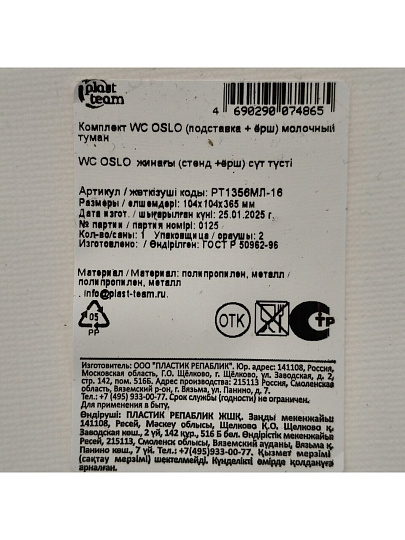 plast
team
4 690290 074865
Комплект WC OSLO (подставка + ёрш) молочный
туман
WC OSLO жинағы (стенд +ёрш) сүт түсті
Артикул / жеткізуші коды: РТ1356МЛ-16
Размеры / өлшемдері: 104х104х365 мм
Дата изгот. / шығарылған күні: 25.01.2025 г.
№ партии / партия нөмірі: 0125
Кол-во/саны: 1 Упаковщица / ораушы: 2
Изготовлено: / Өндірілген: ГОСТ Р 50962-96
Материал / Материал: полипропилен, металл /
полипропилен, металл
. info@plast-team.ru.
05
PP
ОТК
Изготовитель: ООО "ПЛАСТИК РЕПАБЛИК". Юр. адрес: 141108, Россия,
Московская область, Г.О. Щёлково, г. Щёлково, ул. Заводская, д. 2,
стр. 142, пом. 516Б. Адрес производства: 215113 Россия, Смоленская
область, Вяземский р-он, г. Вязьма, ул. Панино, д. 7.
Тел.: +7 (495) 933-00-77. Срок службы (годности) не ограничен.
Для применения в быту.
Өндіруші: ПЛАСТИК РЕПАБЛИК ЖШҚ. Заңды мекенжайы:
141108, Ресей, Мәскеу облысы, Щелково Қ.О. Щелково қ.
Заводская көш., 2 үй, 142 құр., 516 Б бөл. Өндірістік мекенжайы:
Ресей, 215113, Смоленск облысы, Вяземский ауданы, Вязьма қ.
Панино көш., 7 үй. Тел.: +7(495)933-00-77. Қызмет мерзімі
(сақтау мерзімі) шектелмейді. Күнделікті өмірде қолдануға
арналған.